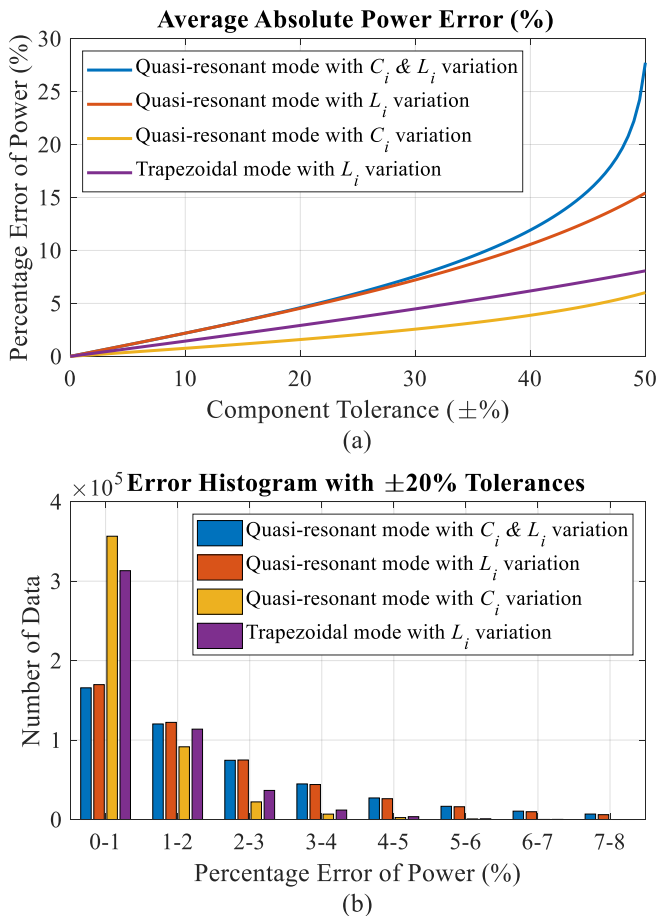 Average Absolute Power Error (%)
Percentage Error of Power (%)
30
25
20
15
10
5
0
Quasi-resonant mode with C_i & L_i variation
Quasi-resonant mode with L_i variation
Quasi-resonant mode with C_i variation
Trapezoidal mode with L_i variation
0 10 20 30 40 50
Component Tolerance (±%)
(a)
×10^5 Error Histogram with ±20% Tolerances
Number of Data
4
3
2
1
0
Quasi-resonant mode with C_i & L_i variation
Quasi-resonant mode with L_i variation
Quasi-resonant mode with C_i variation
Trapezoidal mode with L_i variation
0-1 1-2 2-3 3-4 4-5 5-6 6-7 7-8
Percentage Error of Power (%)
(b)